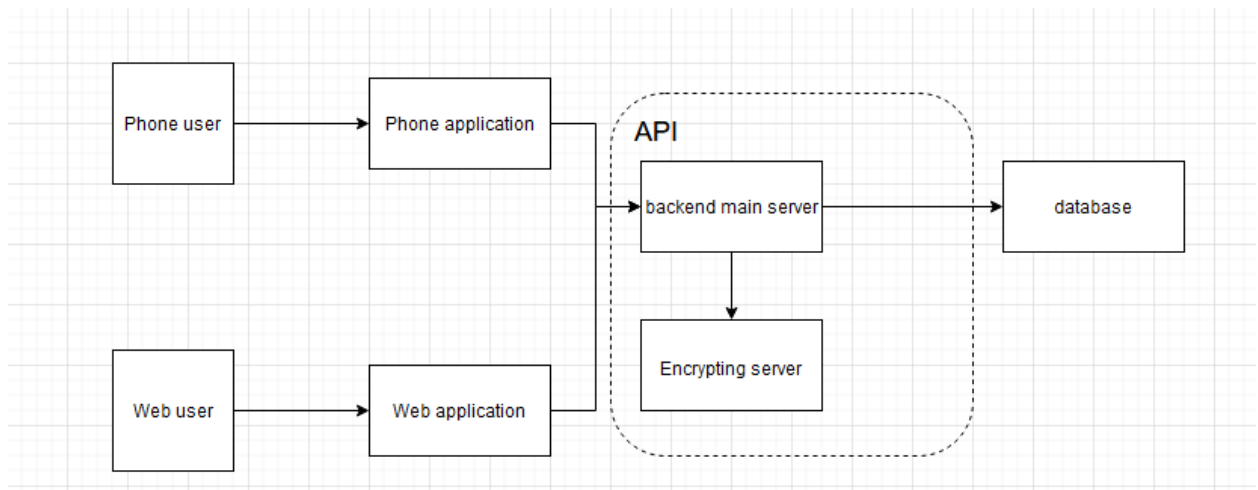 Phone user
Phone application
API
backend main server
database
Encrypting server
Web user
Web application